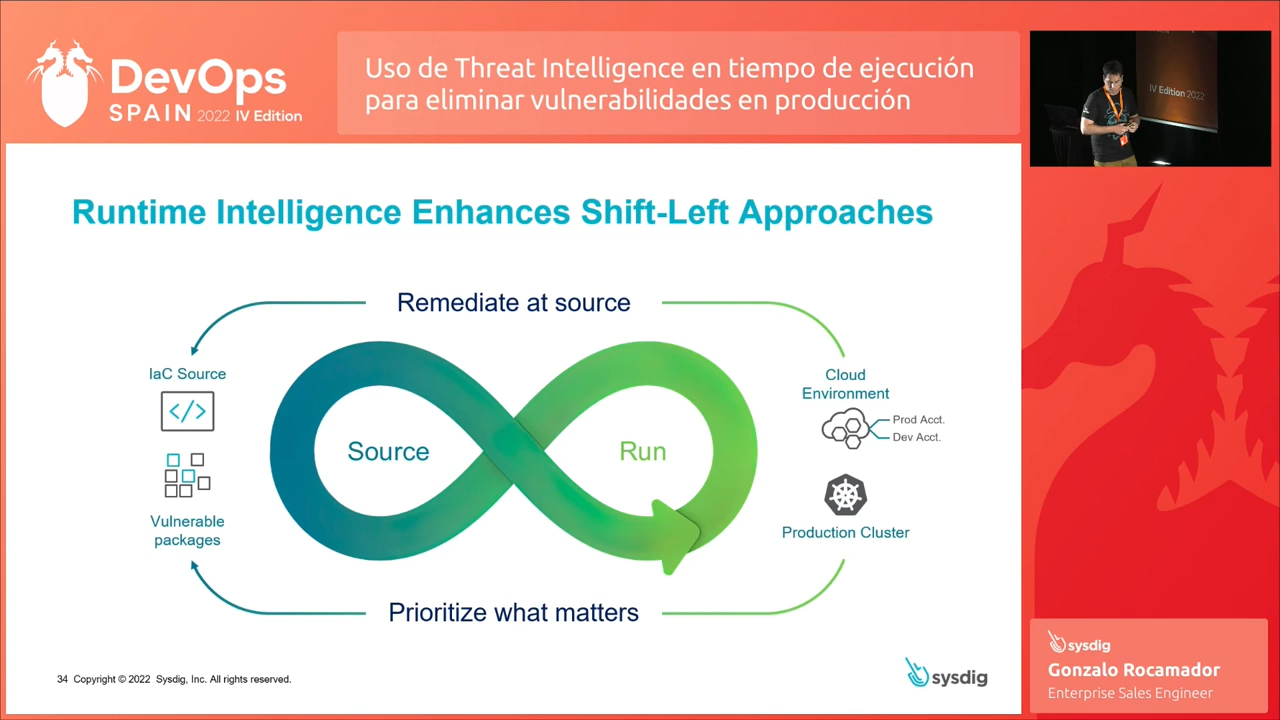 DevOps
SPAIN 2022 IV Edition
Uso de Threat Intelligence en tiempo de ejecución
para eliminar vulnerabilidades en producción
IV Edition 2022
Runtime Intelligence Enhances Shift-Left Approaches
Remediate at source
IaC Source
</>
Vulnerable
packages
Source
Run
Cloud
Environment
Prod Acct.
Dev Acct.
Production Cluster
Prioritize what matters
34 Copyright © 2022 Sysdig, Inc. All rights reserved.
sysdig
sysdig
Gonzalo Rocamador
Enterprise Sales Engineer